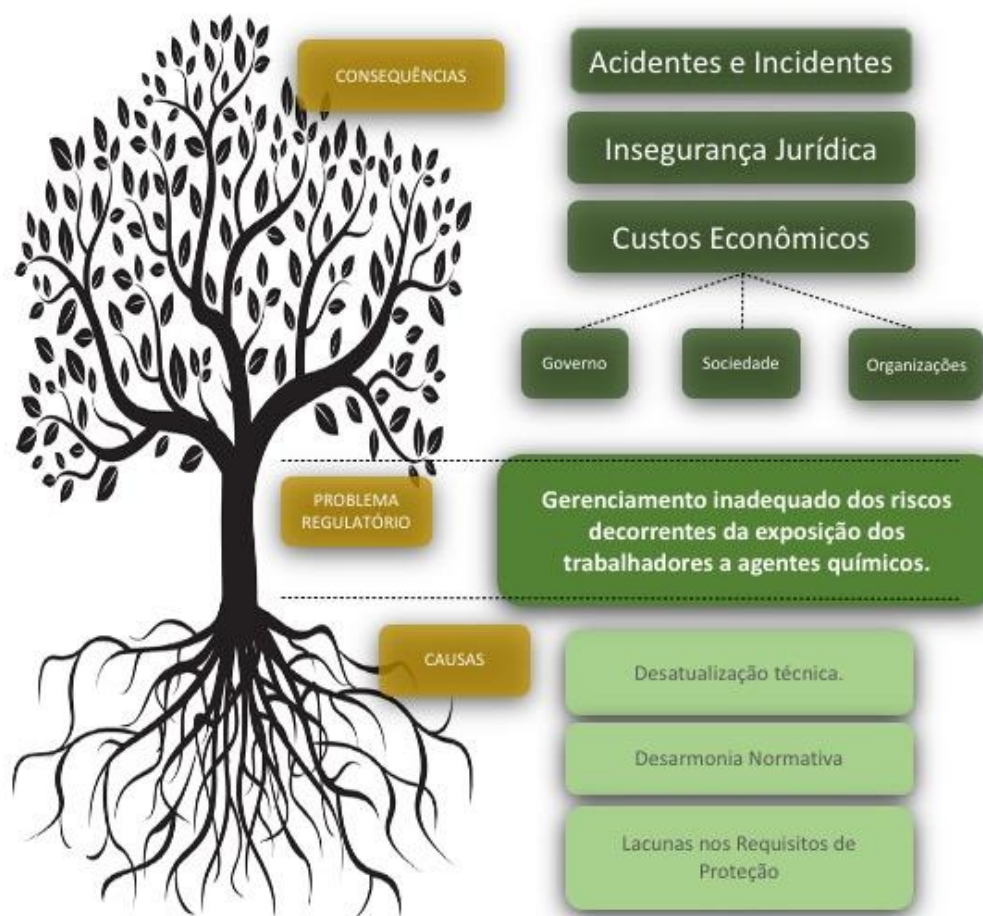 CONSEQUÊNCIAS
Acidentes e Incidentes
Insegurança Jurídica
Custos Econômicos
Governo
Sociedade
Organizações
PROBLEMA
REGULATÓRIO
Gerenciamento inadequado dos riscos
decorrentes da exposição dos
trabalhadores a agentes químicos.
CAUSAS
Desatualização técnica.
Desarmonia Normativa
Lacunas nos Requisitos de
Proteção